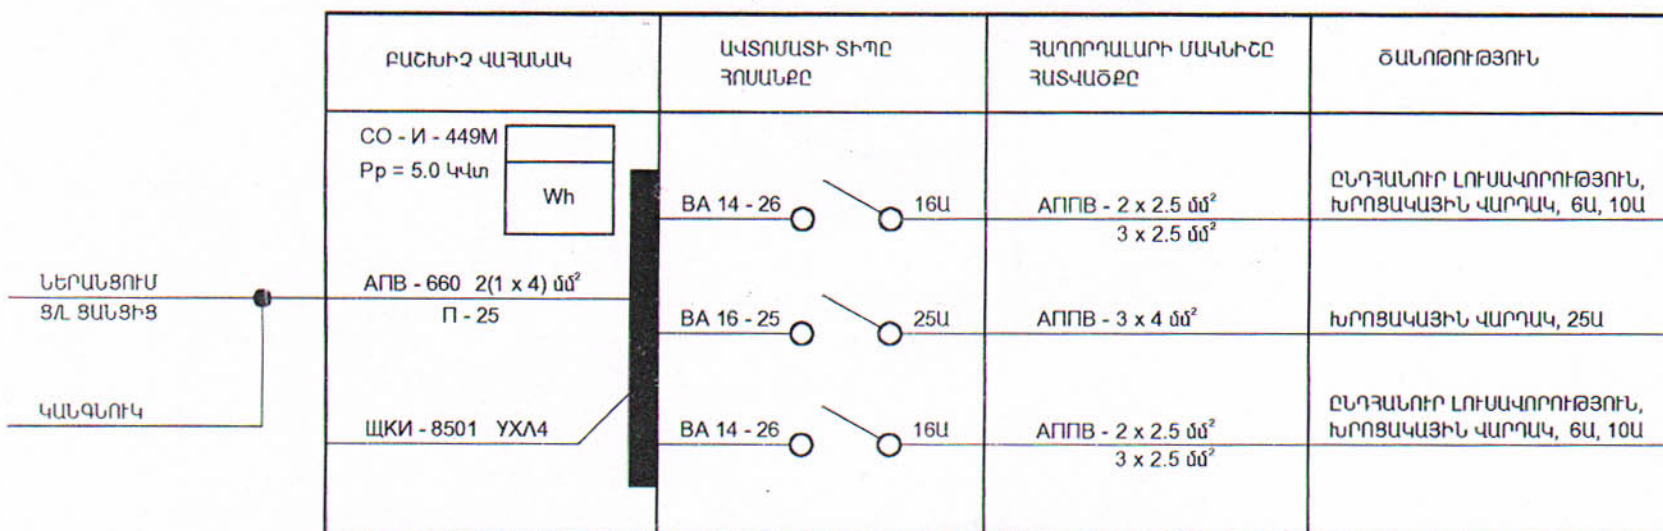 ԲԱՇԽԻՉ ՎԱՀԱՆԱԿ
ԱՎՏՈՄԱՏԻ ՏԻՊԸ
ՀՈՍԱՆՔԸ
ՀԱՂՈՐԴԱԼԱՐԻ ՄԱԿՆԻՇԸ
ՀԱՏՎԱԾՔԸ
ԾԱՆՈԹՈՒԹՅՈՒՆ
СО - И - 449М
Рр = 5.0 կվտ
Wh
ВА 14 - 26
16Ա
АППВ - 2 x 2.5 մմ²
3 x 2.5 մմ²
ԸՆԴՀԱՆՈՒՐ ԼՈՒՍԱՎՈՐՈՒԹՅՈՒՆ,
ԽՐՈՑԱԿԱՅԻՆ ՎԱՐԴԱԿ, 6Ա, 10Ա
ՆԵՐԱՆՑՈՒՄ
Ց/Լ ՑԱՆՑԻՑ
АПВ - 660 2(1 x 4) մմ²
П - 25
ВА 16 - 25
25Ա
АППВ - 3 x 4 մմ²
ԽՐՈՑԱԿԱՅԻՆ ՎԱՐԴԱԿ, 25Ա
ԿԱՆԳՆՈՒԿ
ЩКИ - 8501 УХЛ4
ВА 14 - 26
16Ա
АППВ - 2 x 2.5 մմ²
3 x 2.5 մմ²
ԸՆԴՀԱՆՈՒՐ ԼՈՒՍԱՎՈՐՈՒԹՅՈՒՆ,
ԽՐՈՑԱԿԱՅԻՆ ՎԱՐԴԱԿ, 6Ա, 10Ա